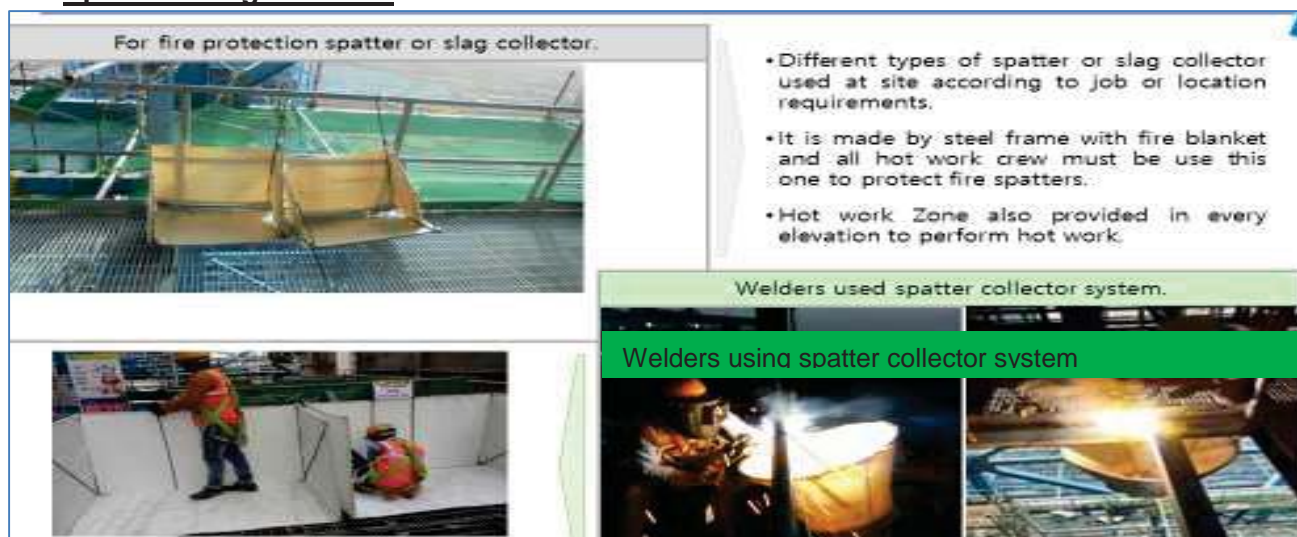 For fire protection spatter or slag collector.
•Different types of spatter or slag collector
used at site according to job or location
requirements.
•It is made by steel frame with fire blanket
and all hot work crew must be use this
one to protect fire spatters.
•Hot work Zone also provided in every
elevation to perform hot work.
Welders used spatter collector system.
Welders using spatter collector system